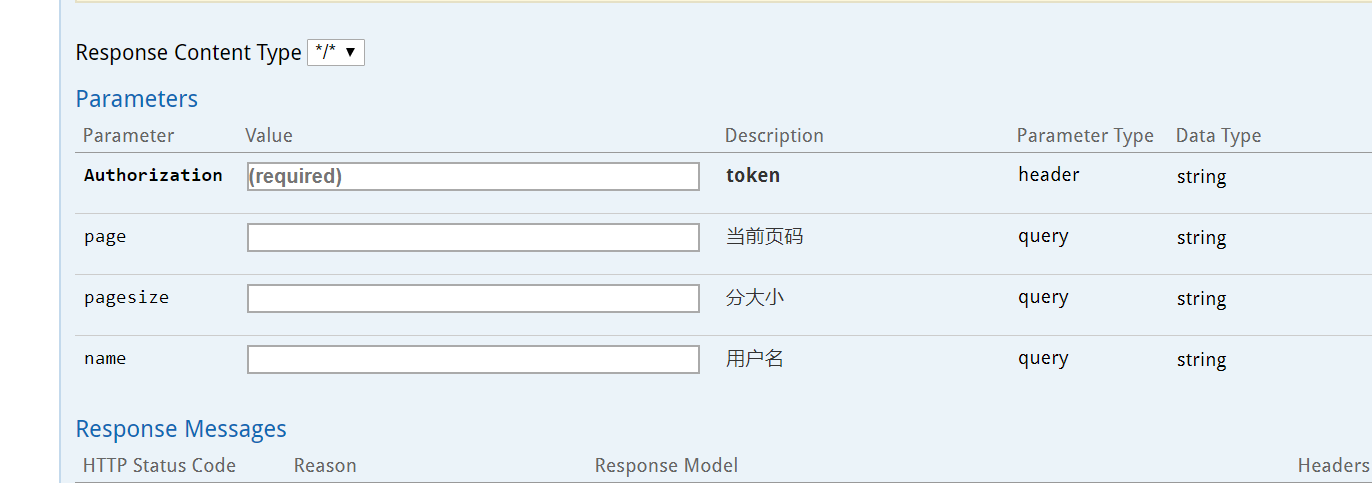 Response Content Type */*
Parameters
Parameter Value Description Parameter Type Data Type
Authorization (required) token header string
page 当前页码 query string
pagesize 分大小 query string
name 用户名 query string
Response Messages
HTTP Status Code Reason Response Model Headers